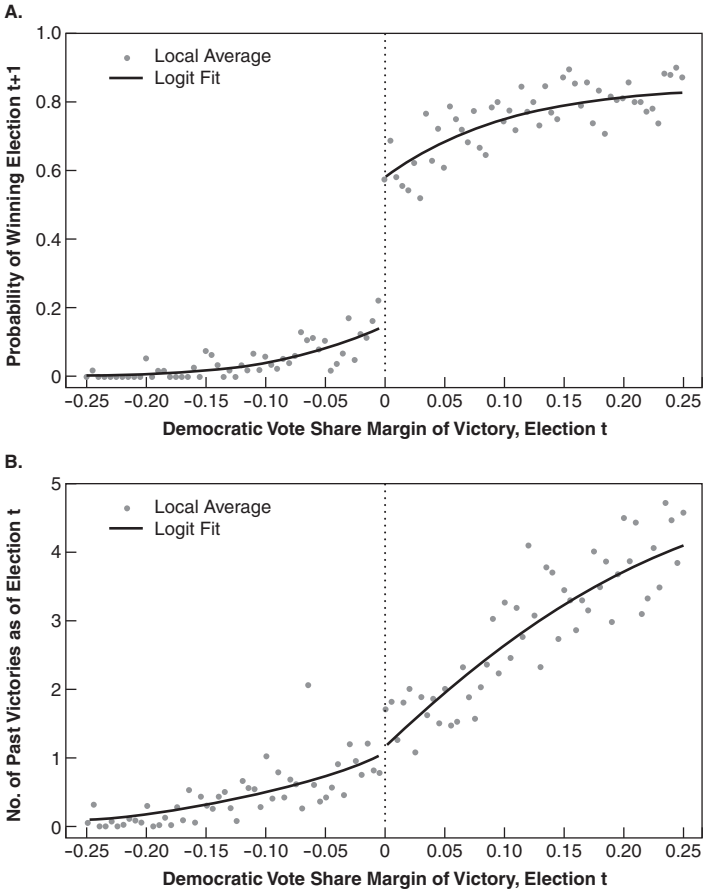 A.
Probability of Winning Election t+1
1.0
0.8
0.6
0.4
0.2
0
Local Average
Logit Fit
−0.25 −0.20 −0.15 −0.10 −0.05 0 0.05 0.10 0.15 0.20 0.25
Democratic Vote Share Margin of Victory, Election t
B.
No. of Past Victories as of Election t
5
4
3
2
1
0
Local Average
Logit Fit
−0.25 −0.20 −0.15 −0.10 −0.05 0 0.05 0.10 0.15 0.20 0.25
Democratic Vote Share Margin of Victory, Election t